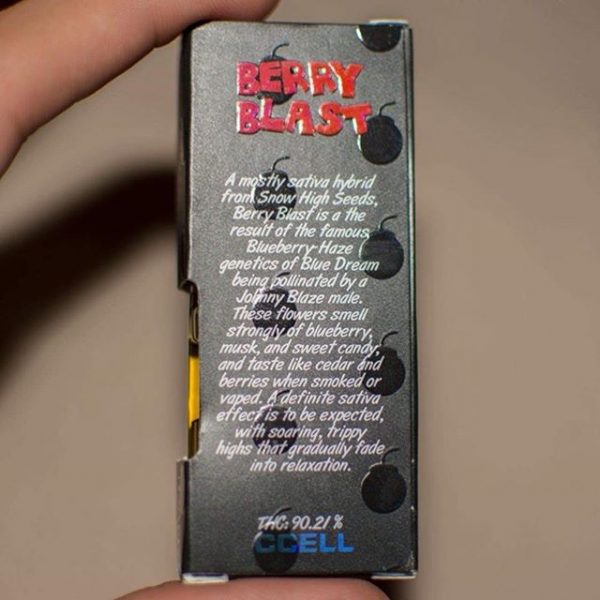 BERRY
BLAST
A mostly sativa hybrid
from Snow High Seeds,
Berry Blast is a the
result of the famous
Blueberry-Haze
genetics of Blue Dream
being pollinated by a
Johnny Blaze male.
These flowers smell
strongly of blueberry,
musk, and sweet candy,
and taste like cedar and
berries when smoked or
vaped. A definite sativa
effect is to be expected,
with soaring, trippy
highs that gradually fade
into relaxation.
THC: 90.21 %
CCELL